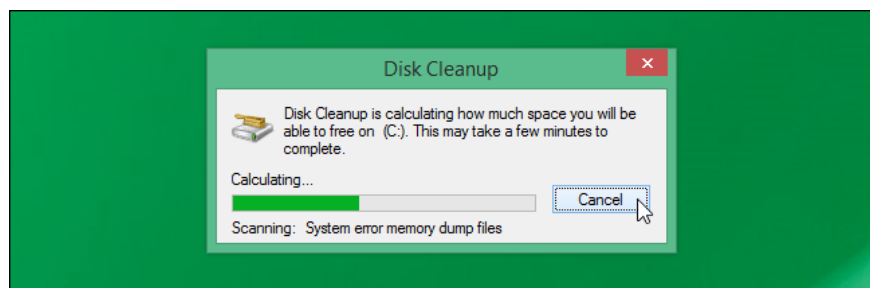 Disk Cleanup
Disk Cleanup is calculating how much space you will be
able to free on  (C:). This may take a few minutes to
complete.
Calculating...
Cancel
Scanning:   System error memory dump files